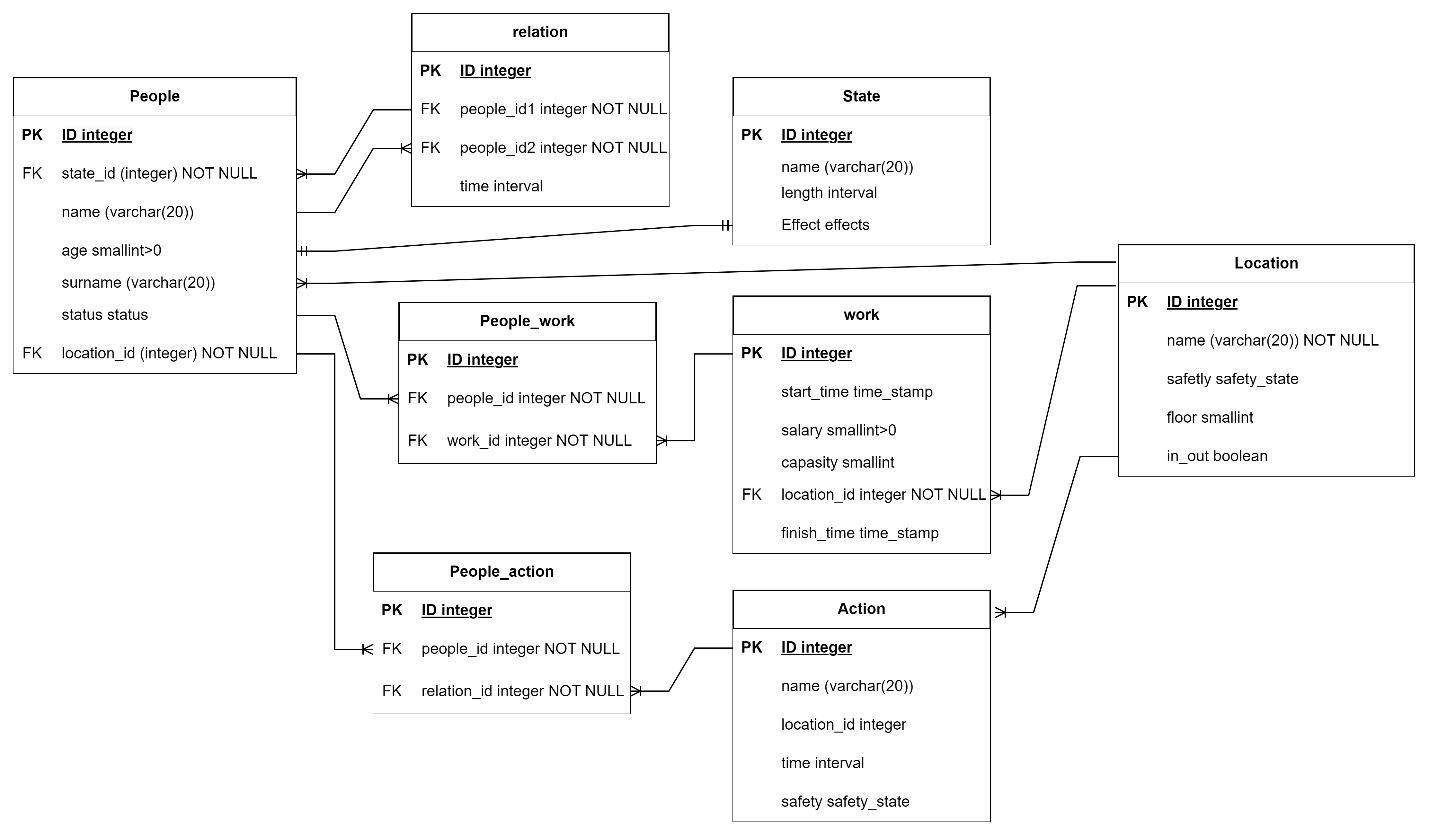 relation
PK ID integer
FK people_id1 integer NOT NULL
FK people_id2 integer NOT NULL
time interval
People
PK ID integer
FK state_id (integer) NOT NULL
name (varchar(20))
age smallint>0
surname (varchar(20))
status status
FK location_id (integer) NOT NULL
State
PK ID integer
name (varchar(20))
length interval
Effect effects
Location
PK ID integer
name (varchar(20)) NOT NULL
safetly safety_state
floor smallint
in_out boolean
People_work
PK ID integer
FK people_id integer NOT NULL
FK work_id integer NOT NULL
work
PK ID integer
start_time time_stamp
salary smallint>0
capasity smallint
FK location_id integer NOT NULL
finish_time time_stamp
People_action
PK ID integer
FK people_id integer NOT NULL
FK relation_id integer NOT NULL
Action
PK ID integer
name (varchar(20))
location_id integer
time interval
safety safety_state